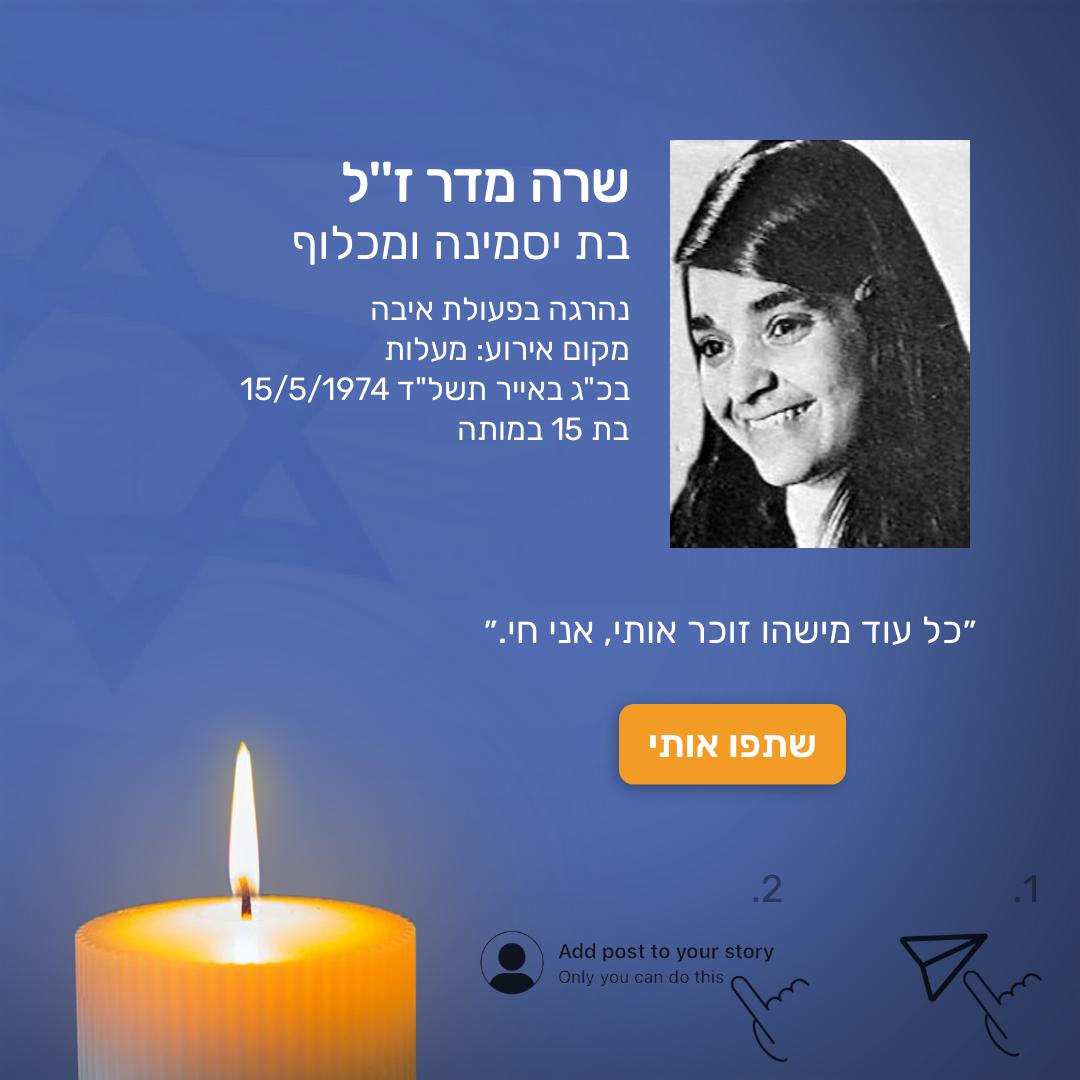 שרה מדר ז"ל
בת יסמינה ומכלוף
נהרגה בפעולת איבה
מקום אירוע: מעלות
בכ"ג באייר תשל"ד 15/5/1974
בת 15 במותה
״כל עוד מישהו זוכר אותי, אני חי.״
שתפו אותי
1.
2.
Add post to your story
Only you can do this